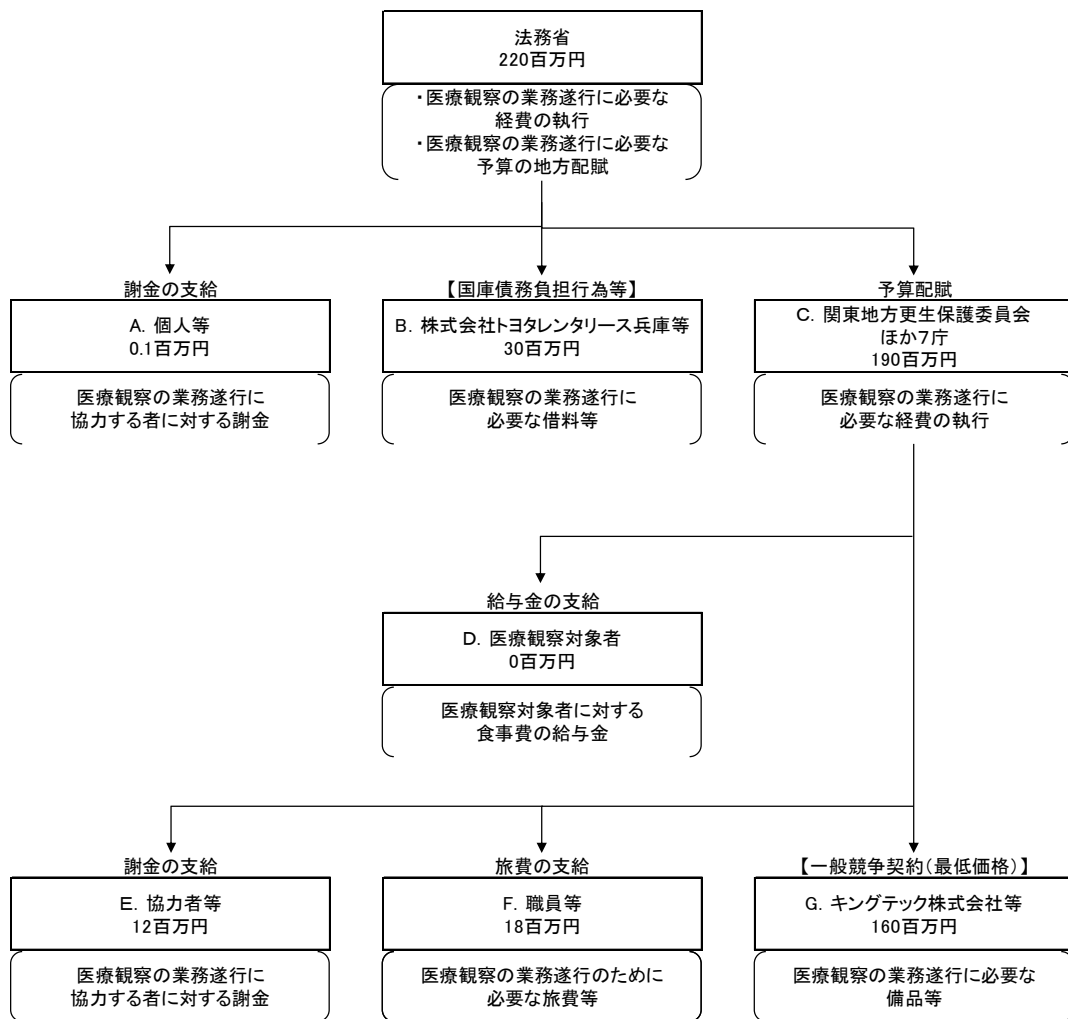 法務省
220百万円
・医療観察の業務遂行に必要な
経費の執行
・医療観察の業務遂行に必要な
予算の地方配賦
謝金の支給
A. 個人等
0.1百万円
医療観察の業務遂行に
協力する者に対する謝金
【国庫債務負担行為等】
B. 株式会社トヨタレンタリース兵庫等
30百万円
医療観察の業務遂行に
必要な借料等
予算配賦
C. 関東地方更生保護委員会
ほか7庁
190百万円
医療観察の業務遂行に
必要な経費の執行
給与金の支給
D. 医療観察対象者
0百万円
医療観察対象者に対する
食事費の給与金
謝金の支給
E. 協力者等
12百万円
医療観察の業務遂行に
協力する者に対する謝金
旅費の支給
F. 職員等
18百万円
医療観察の業務遂行のために
必要な旅費等
【一般競争契約(最低価格)】
G. キングテック株式会社等
160百万円
医療観察の業務遂行に必要な
備品等